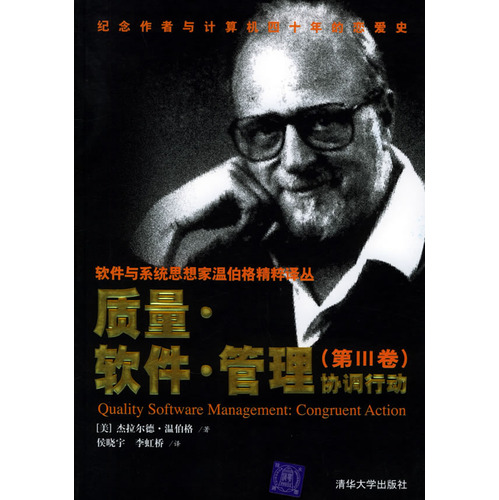 纪念作者与计算机四十年的恋爱史
软件与系统思想家温伯格精粹译丛
质量·
软件·管理(第III卷)
协调行动
Quality Software Management: Congruent Action
[美] 杰拉尔德·温伯格 / 著
侯晓宇 李虹桥 / 译
清华大学出版社